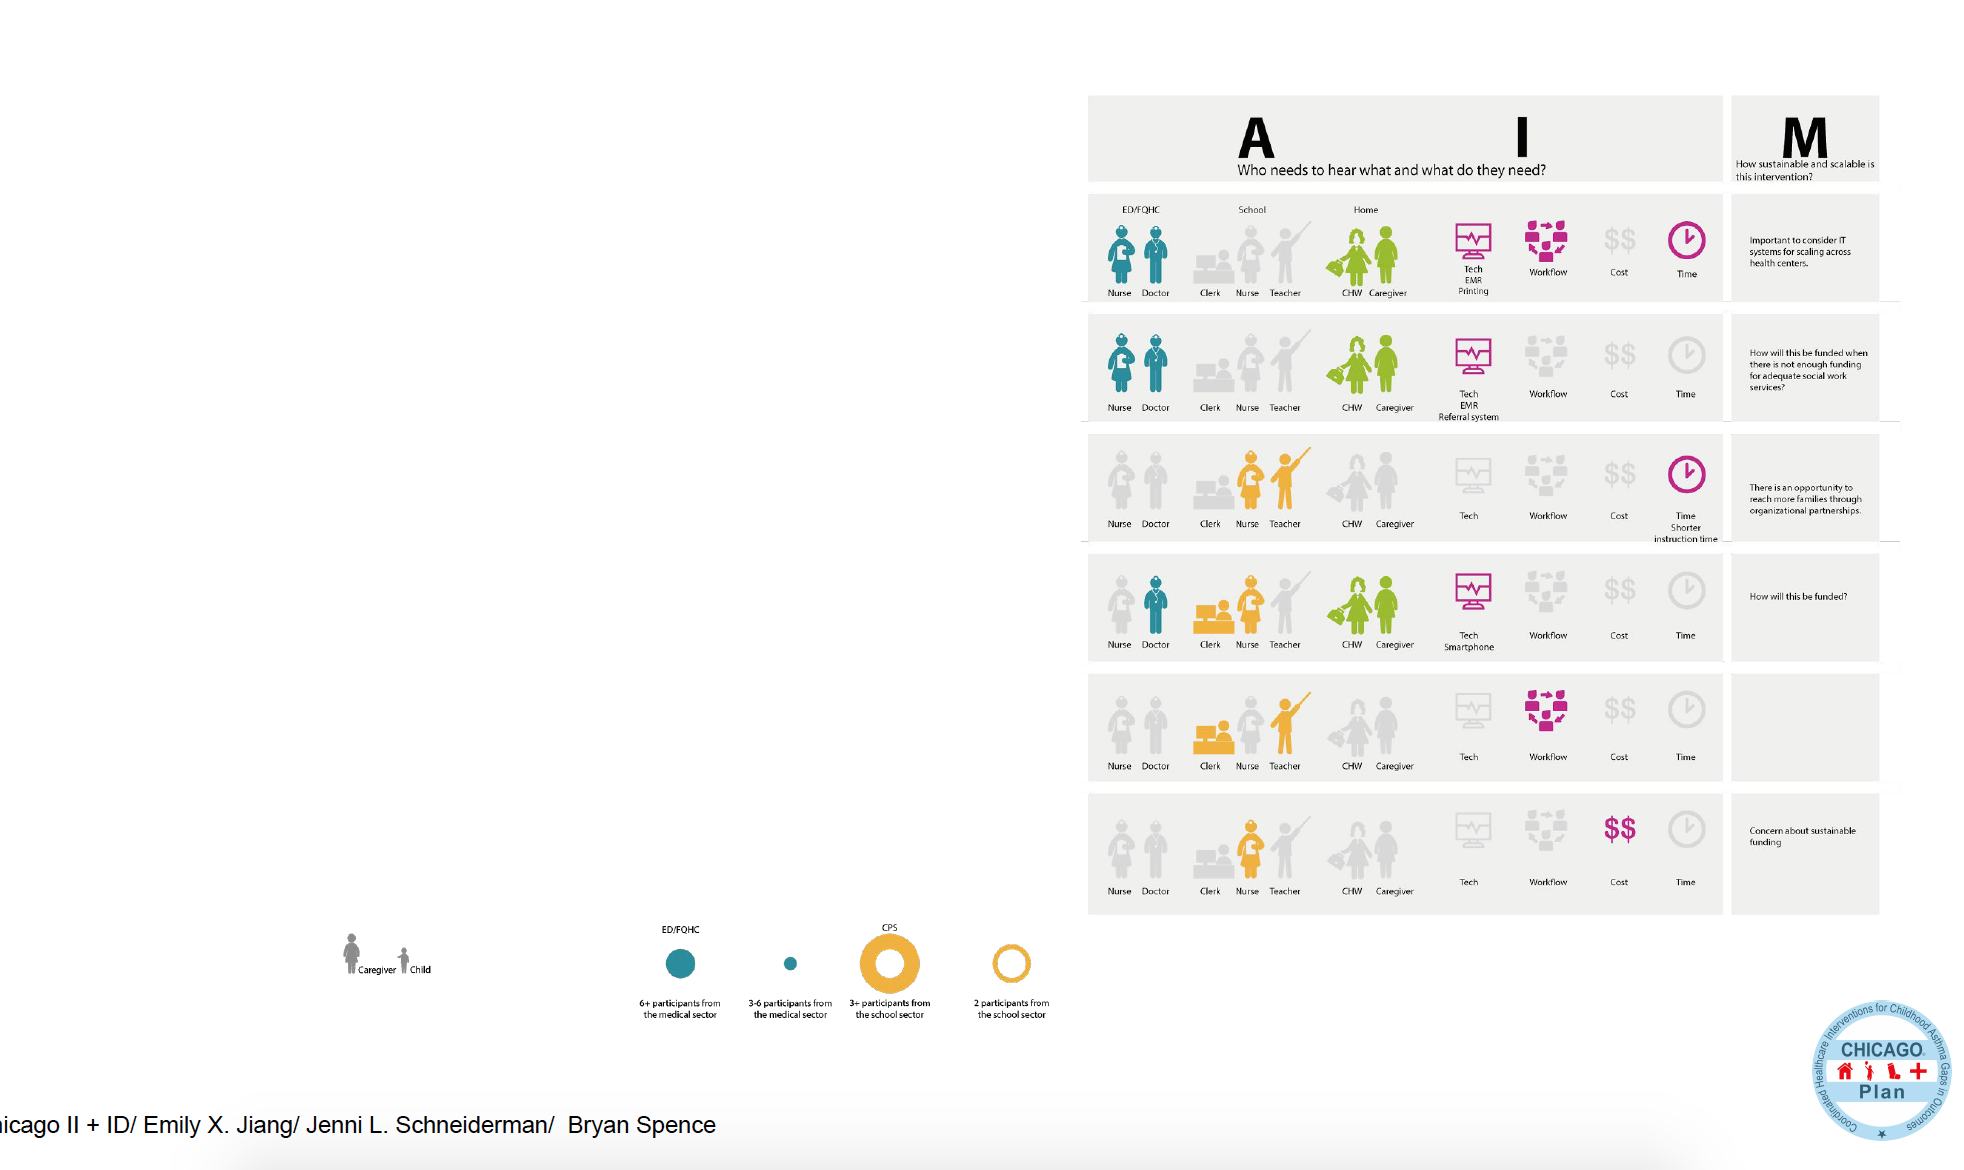 A I M
Who needs to hear what and what do they need?
How sustainable and scalable is
this intervention?
ED/FQHC School Home
Nurse Doctor Clerk Nurse Teacher CHW Caregiver
Tech
EMR
Printing
Workflow Cost Time
Important to consider IT
systems for scaling across
health centers.
Nurse Doctor Clerk Nurse Teacher CHW Caregiver
Tech
EMR
Referral system
Workflow Cost Time
How will this be funded when
there is not enough funding
for adequate social work
services?
Nurse Doctor Clerk Nurse Teacher CHW Caregiver
Tech Workflow Cost Time
Shorter
instruction time
There is an opportunity to
reach more families through
organizational partnerships.
Nurse Doctor Clerk Nurse Teacher CHW Caregiver
Tech
Smartphone
Workflow Cost Time
How will this be funded?
Nurse Doctor Clerk Nurse Teacher CHW Caregiver
Tech Workflow Cost Time
Nurse Doctor Clerk Nurse Teacher CHW Caregiver
$$
Tech Workflow Cost Time
Concern about sustainable
funding
Caregiver Child
ED/FQHC
6+ participants from
the medical sector
3-6 participants from
the medical sector
CPS
3+ participants from
the school sector
2 participants from
the school sector
Coordinated Healthcare Interventions for Childhood Asthma Gaps in Outcomes
CHICAGO
Plan
icago II + ID/ Emily X. Jiang/ Jenni L. Schneiderman/ Bryan Spence